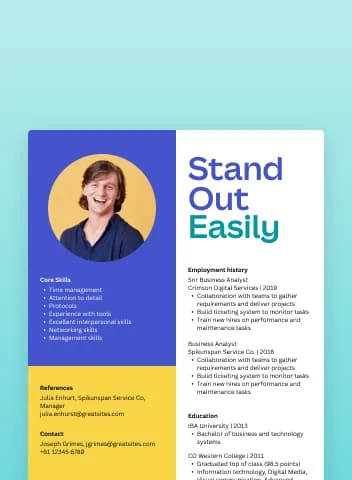 Stand
Out
Easily
Core Skills
• Time management
• Attention to detail
• Protocols
• Experience with tools
• Excellent interpersonal skills
• Networking skills
• Management skills
References
Julia Enhurt, Spikunspan Service Co,
Manager
julia.enhurst@greatsites.com
Contact
Joseph Grimes, jgrimes@greatsites.com
+61 12345 6789
Employment history
Snr Business Analyst
Crimson Digital Services | 2019
• Collaboration with teams to gather
requirements and deliver projects
• Build ticketing system to monitor tasks
• Train new hires on performance and
maintenance tasks
Business Analyst
Spikunspan Service Co. | 2016
• Collaboration with teams to gather
requirements and deliver projects
• Build ticketing system to monitor tasks
• Train new hires on performance and
maintenance tasks
Education
IBA University | 2013
• Bachelor of business and technology
systems
CO Western College | 2011
• Graduated top of class (98.5 points)
• Information technology, Digital Media,
Visual communication, Advanced